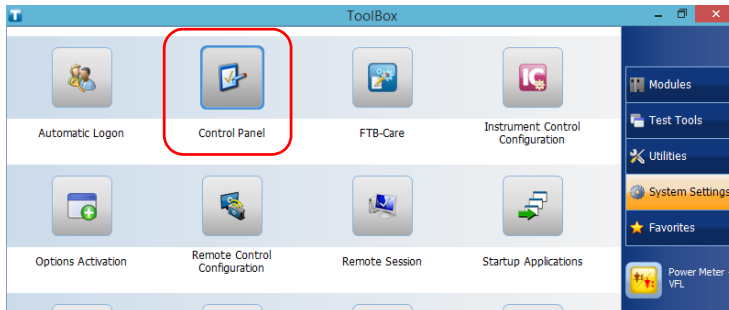 ToolBox
Automatic Logon
Control Panel
FTB-Care
Instrument Control
Configuration
Options Activation
Remote Control
Configuration
Remote Session
Startup Applications
Modules
Test Tools
Utilities
System Settings
Favorites
Power Meter -
VFL